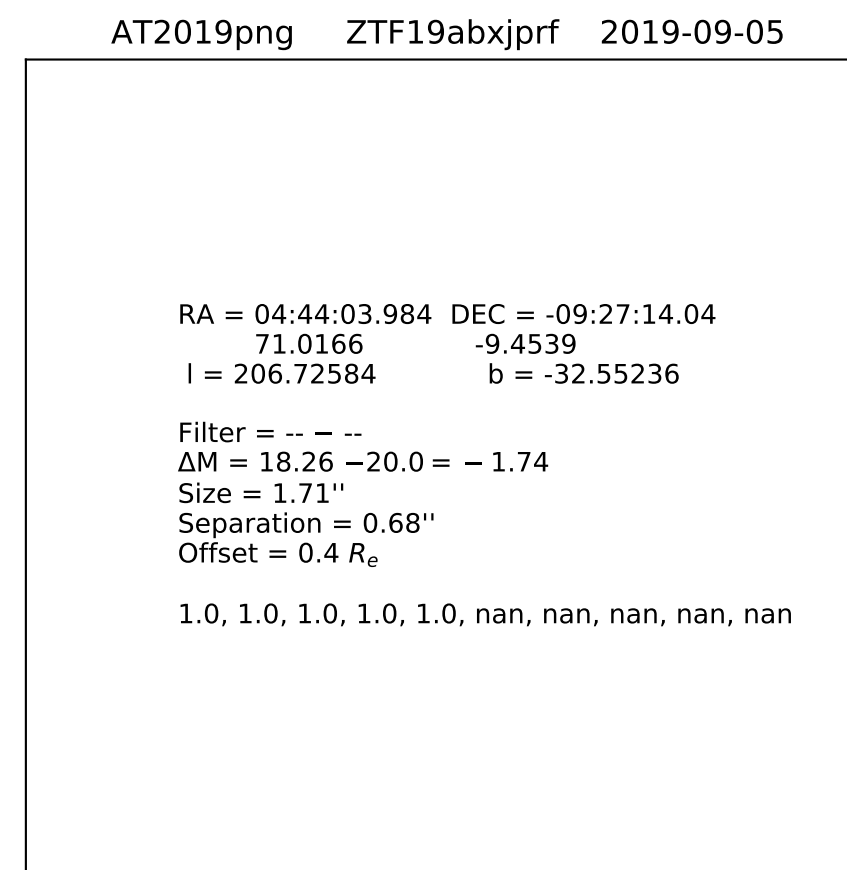 AT2019png ZTF19abxjprf 2019-09-05
RA = 04:44:03.984 DEC = -09:27:14.04
71.0166 -9.4539
l = 206.72584 b = -32.55236
Filter = -- − --
ΔM = 18.26 −20.0 = − 1.74
Size = 1.71''
Separation = 0.68''
Offset = 0.4 Rₑ
1.0, 1.0, 1.0, 1.0, 1.0, nan, nan, nan, nan, nan